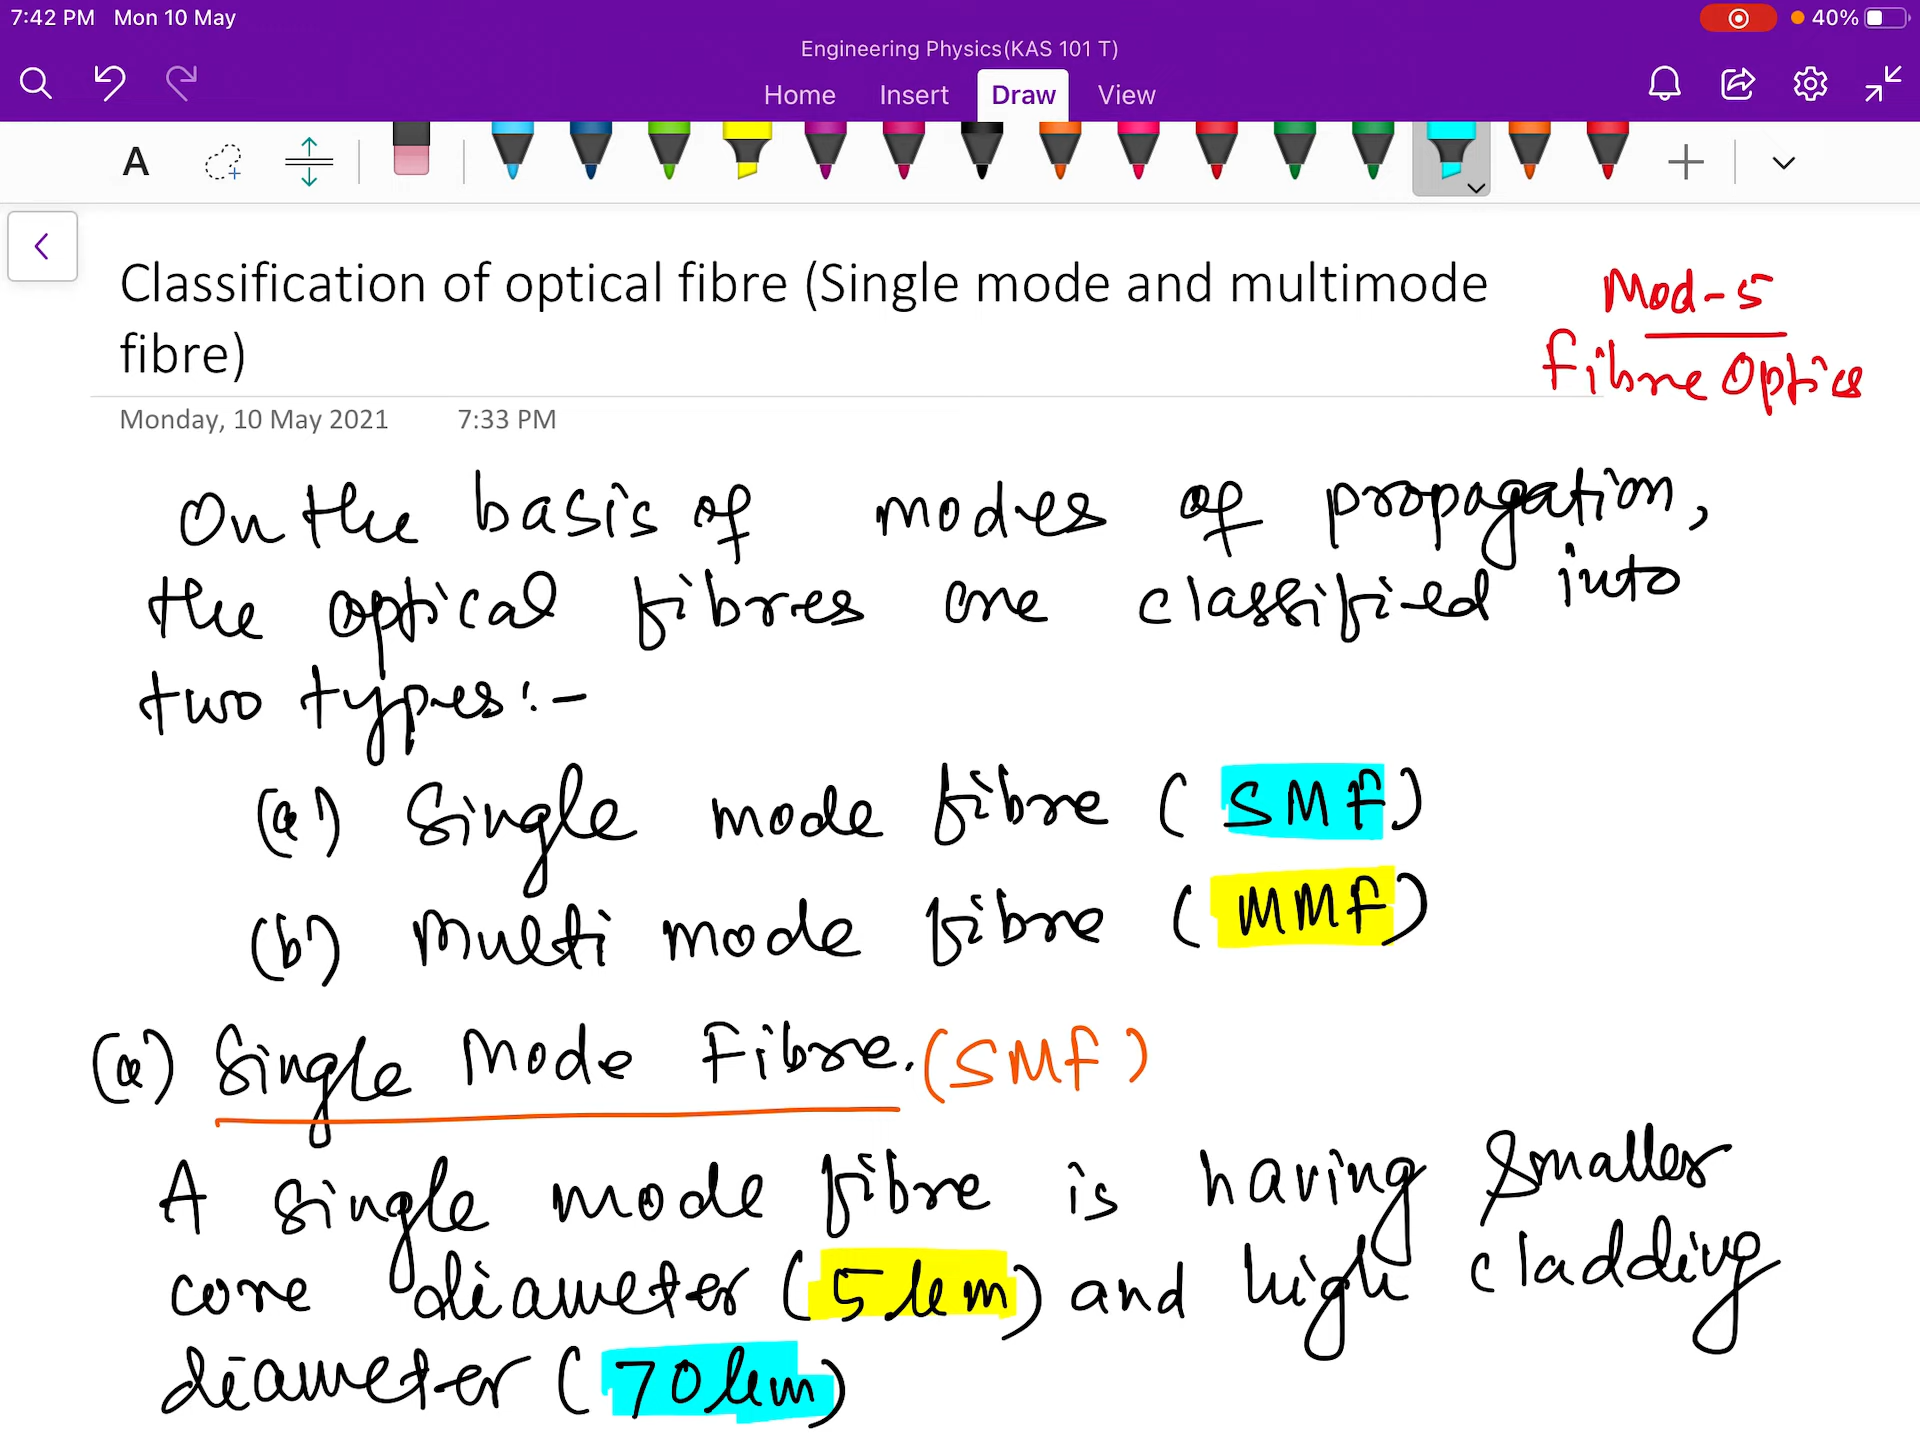 7:42 PM Mon 10 May
40%
Engineering Physics(KAS 101 T)
Home Insert Draw View
A
Classification of optical fibre (Single mode and multimode
fibre)
Mod-5
Fibre Optics
Monday, 10 May 2021 7:33 PM
On the basis of modes of propagation,
the optical fibres are classified into
two types:-
(a) Single mode fibre (SMF)
(b) Multi mode fibre (MMF)
(a) Single Mode Fibre. (SMF)
A single mode fibre is having smaller
core diameter (5 μm) and high cladding
diameter (70 μm)